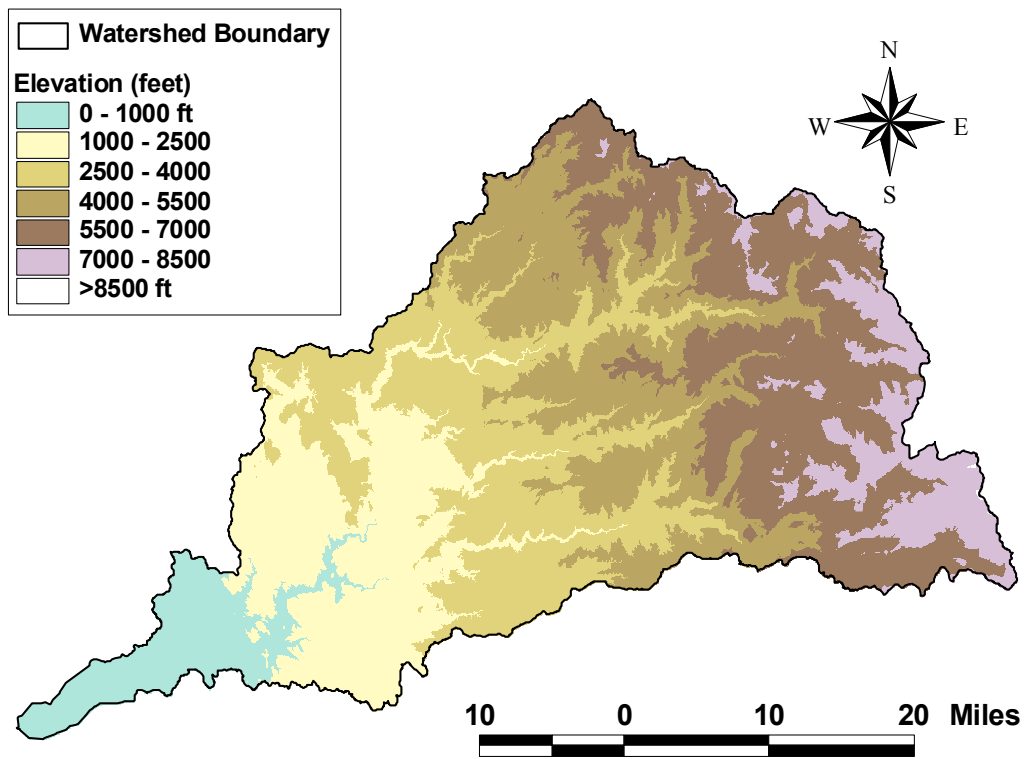 Watershed Boundary
Elevation (feet)
0 - 1000 ft
1000 - 2500
2500 - 4000
4000 - 5500
5500 - 7000
7000 - 8500
>8500 ft
N
W E
S
10 0 10 20 Miles